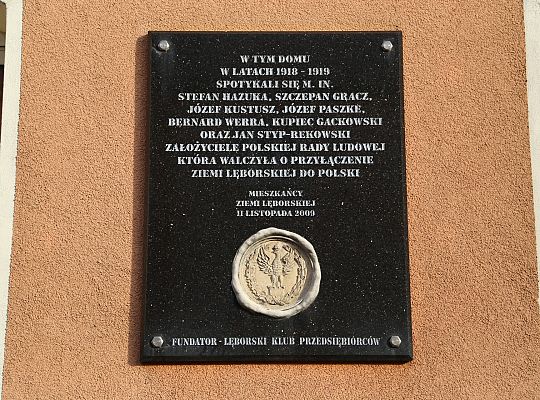 W TYM DOMU
W LATACH 1918 - 1919
SPOTYKALI SIĘ M. IN.
STEFAN HAZUKA, SZCZEPAN GRACZ,
JÓZEF KUSTUSZ, JÓZEF PASZKE,
BERNARD WERRA, KUPIEC GACKOWSKI
ORAZ JAN STYP-REKOWSKI
ZAŁOŻYCIELE POLSKIEJ RADY LUDOWEJ
KTÓRA WALCZYŁA O PRZYŁĄCZENIE
ZIEMI LĘBORSKIEJ DO POLSKI
MIESZKAŃCY
ZIEMI LĘBORSKIEJ
11 LISTOPADA 2009
FUNDATOR - LĘBORSKI KLUB PRZEDSIĘBIORCÓW